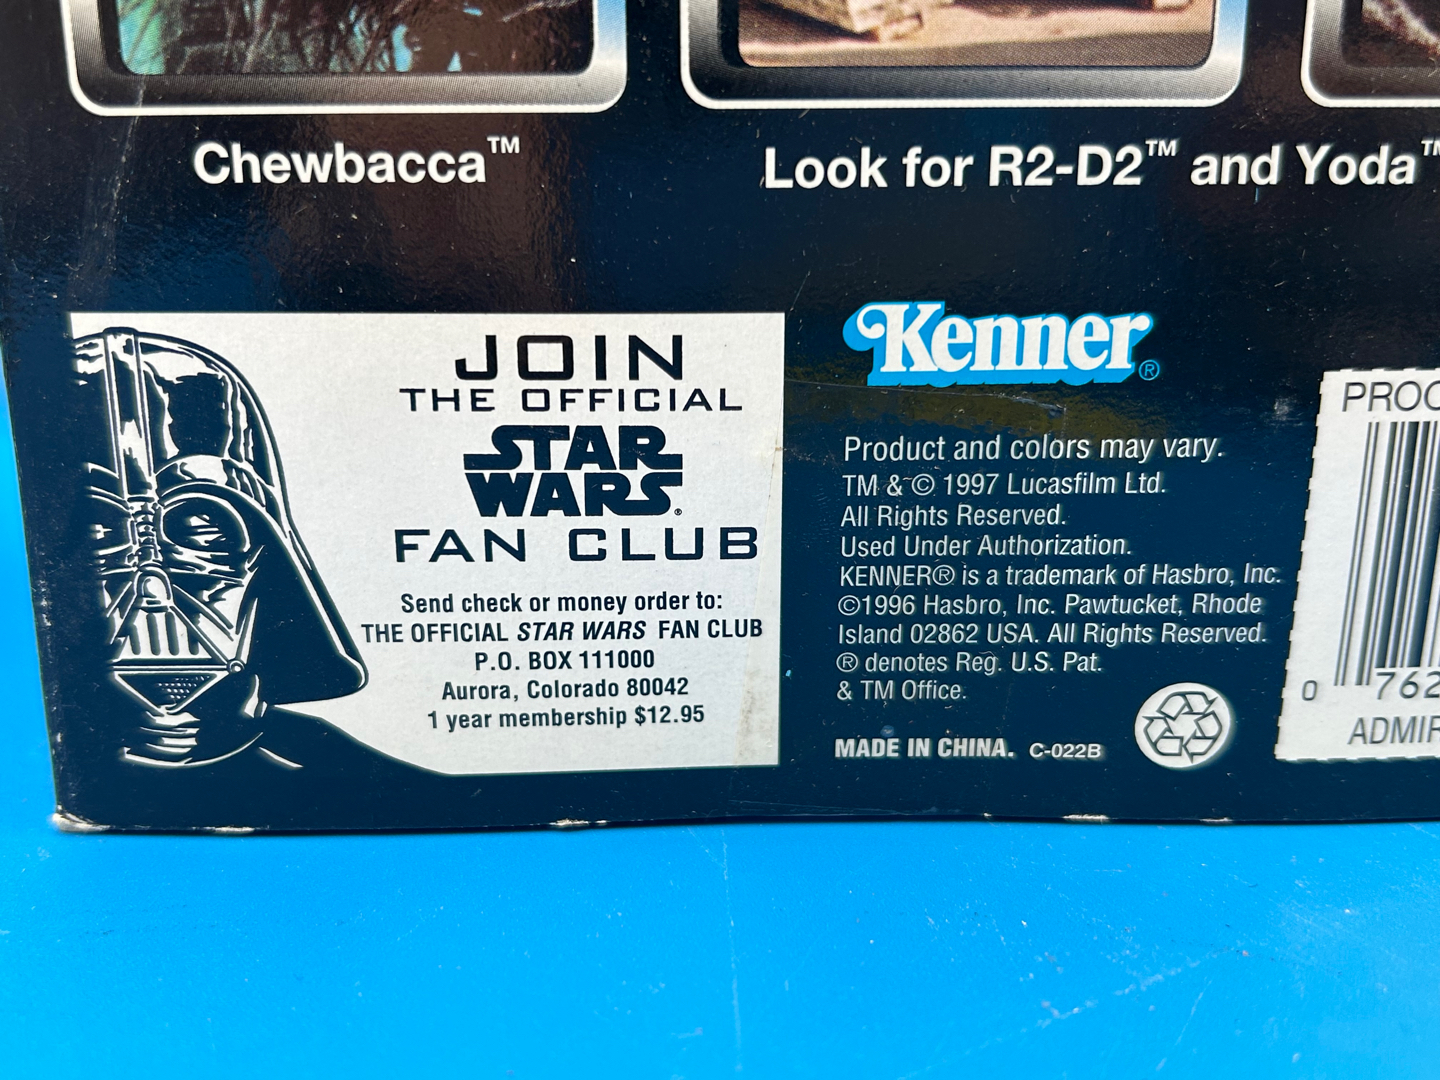 Chewbacca™
Look for R2-D2™ and Yoda™
JOIN
THE OFFICIAL
STAR
WARS®
FAN CLUB
Send check or money order to:
THE OFFICIAL STAR WARS FAN CLUB
P.O. BOX 111000
Aurora, Colorado 80042
1 year membership $12.95
Kenner®
Product and colors may vary.
TM & © 1997 Lucasfilm Ltd.
All Rights Reserved.
Used Under Authorization.
KENNER® is a trademark of Hasbro, Inc.
©1996 Hasbro, Inc. Pawtucket, Rhode
Island 02862 USA. All Rights Reserved.
® denotes Reg. U.S. Pat.
& TM Office.
MADE IN CHINA. C-022B
0 762